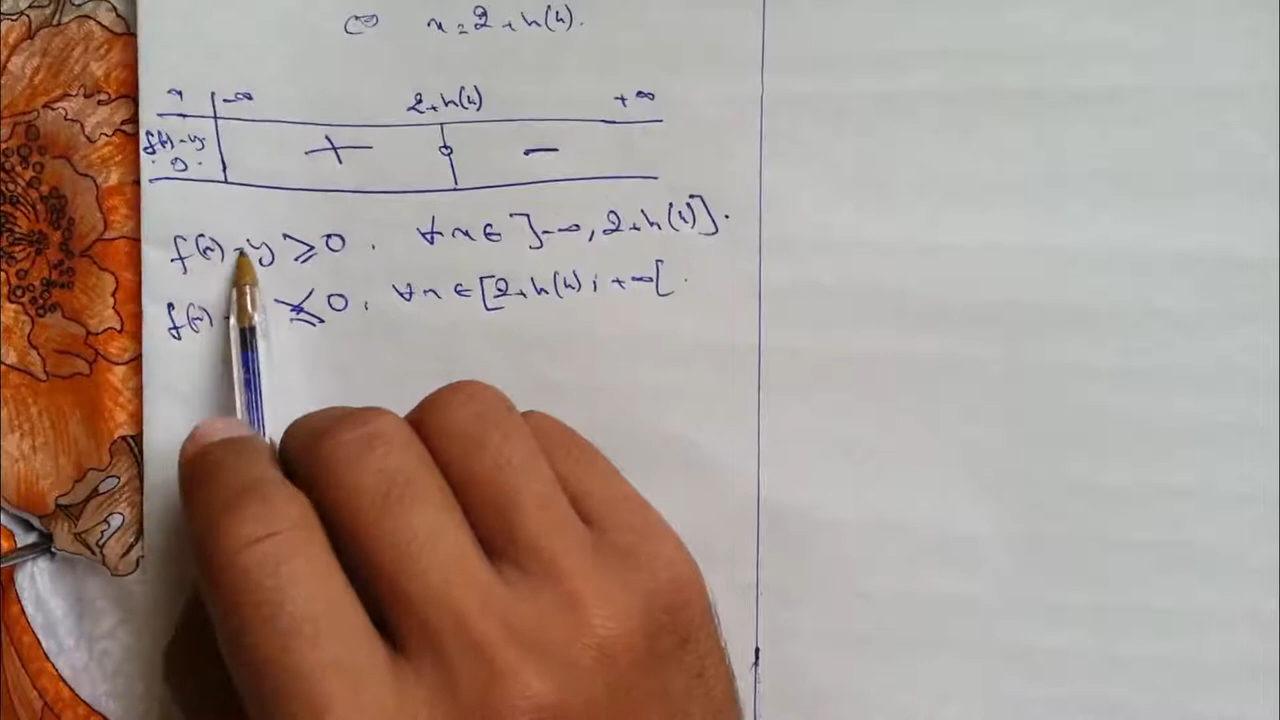 ⇔ x = 2 + ln(4).
x -∞ 2+ln(4) +∞
f(x)-y + 0 -
f(x)-y ≥ 0 . ∀x ∈ ]-∞, 2+ln(4)].
f(x)- ≤ 0 . ∀x ∈ [2+ln(4); +∞[.